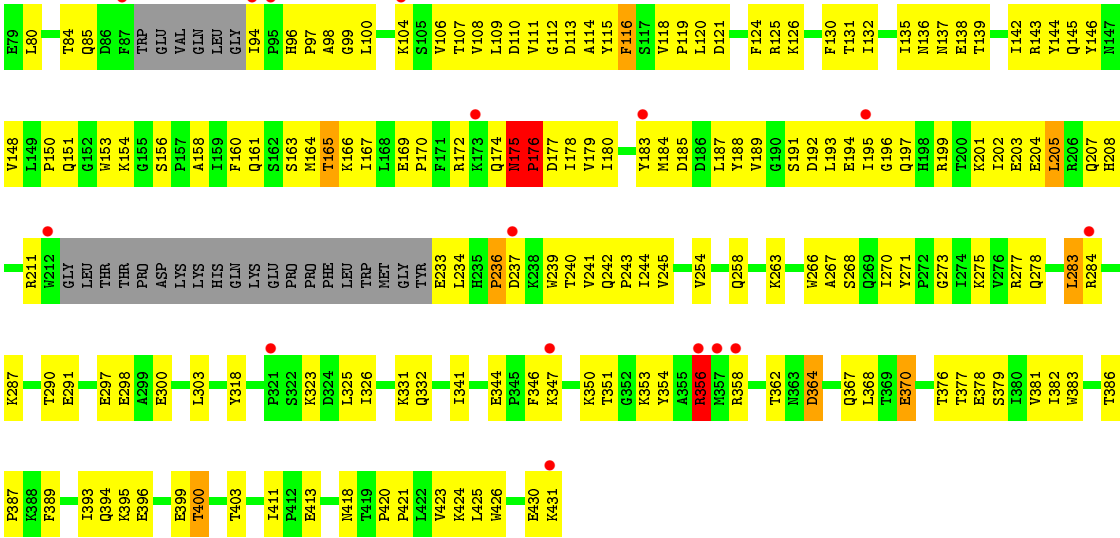 E79 L80 T84 Q85 D86 F87 TRP GLU VAL GLN LEU GLY I94 P95 H96 P97 A98 G99 L100 K104 S105 V106 T107 V108 L109 D110 V111 G112 D113 A114 Y115 F116 S117 V118 P119 L120 D121 F124 R125 K126 F130 T131 I132 I135 N136 N137 E138 T139 I142 R143 Y144 Q145 Y146 N147
V148 L149 P150 Q151 G152 W153 K154 G155 S156 P157 A158 I159 F160 Q161 S162 S163 M164 T165 K166 I167 L168 E169 P170 F171 R172 K173 Q174 N175 P176 D177 I178 V179 I180 Y183 M184 D185 D186 L187 Y188 V189 G190 S191 D192 L193 E194 I195 G196 Q197 H198 R199 T200 K201 I202 E203 E204 L205 R206 Q207 H208
R211 W212 GLY LEU THR THR PRO ASP LYS LYS HIS GLN LYS GLU PRO PRO PHE LEU TRP MET GLY TYR E233 L234 H235 P236 D237 K238 W239 T240 V241 Q242 P243 I244 V245 V254 Q258 K263 W266 A267 S268 Q269 I270 Y271 P272 G273 I274 K275 V276 R277 Q278 L283 R284
K287 T290 E291 E297 E298 A299 E300 L303 Y318 P321 S322 K323 D324 L325 I326 K331 Q332 I341 E344 P345 F346 K347 K350 T351 G352 K353 Y354 A355 R356 M357 R358 T362 N363 D364 Q367 L368 T369 E370 T376 T377 E378 S379 I380 V381 I382 W383 T386
P387 K388 F389 I393 Q394 K395 E396 E399 T400 T403 I411 P412 E413 N418 T419 P420 P421 L422 V423 K424 L425 W426 E430 K431